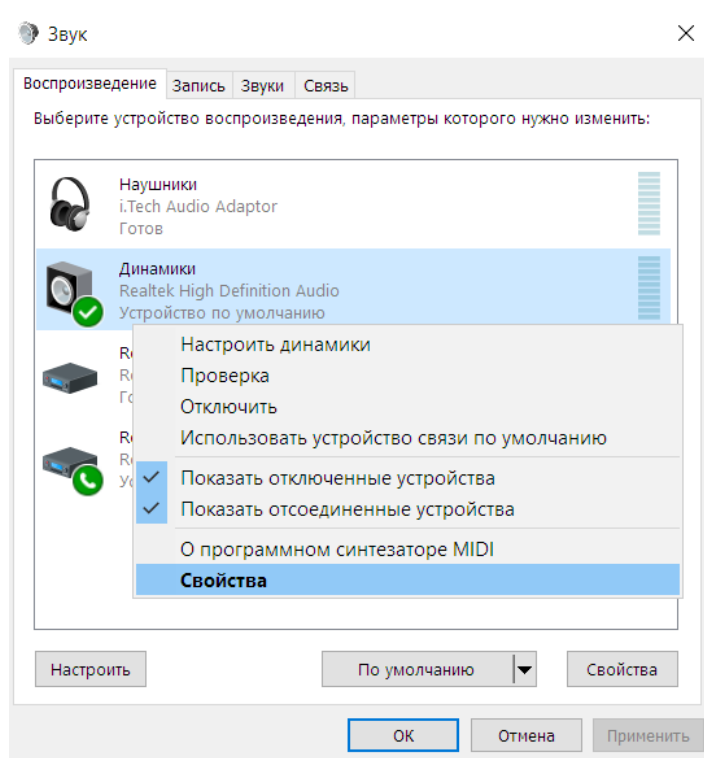 Звук
Воспроизведение Запись Звуки Связь
Выберите устройство воспроизведения, параметры которого нужно изменить:
Наушники
i.Tech Audio Adaptor
Готов
Динамики
Realtek High Definition Audio
Устройство по умолчанию
Настроить динамики
Проверка
Отключить
Использовать устройство связи по умолчанию
Показать отключенные устройства
Показать отсоединенные устройства
О программном синтезаторе MIDI
Свойства
Настроить По умолчанию Свойства
ОК Отмена Применить